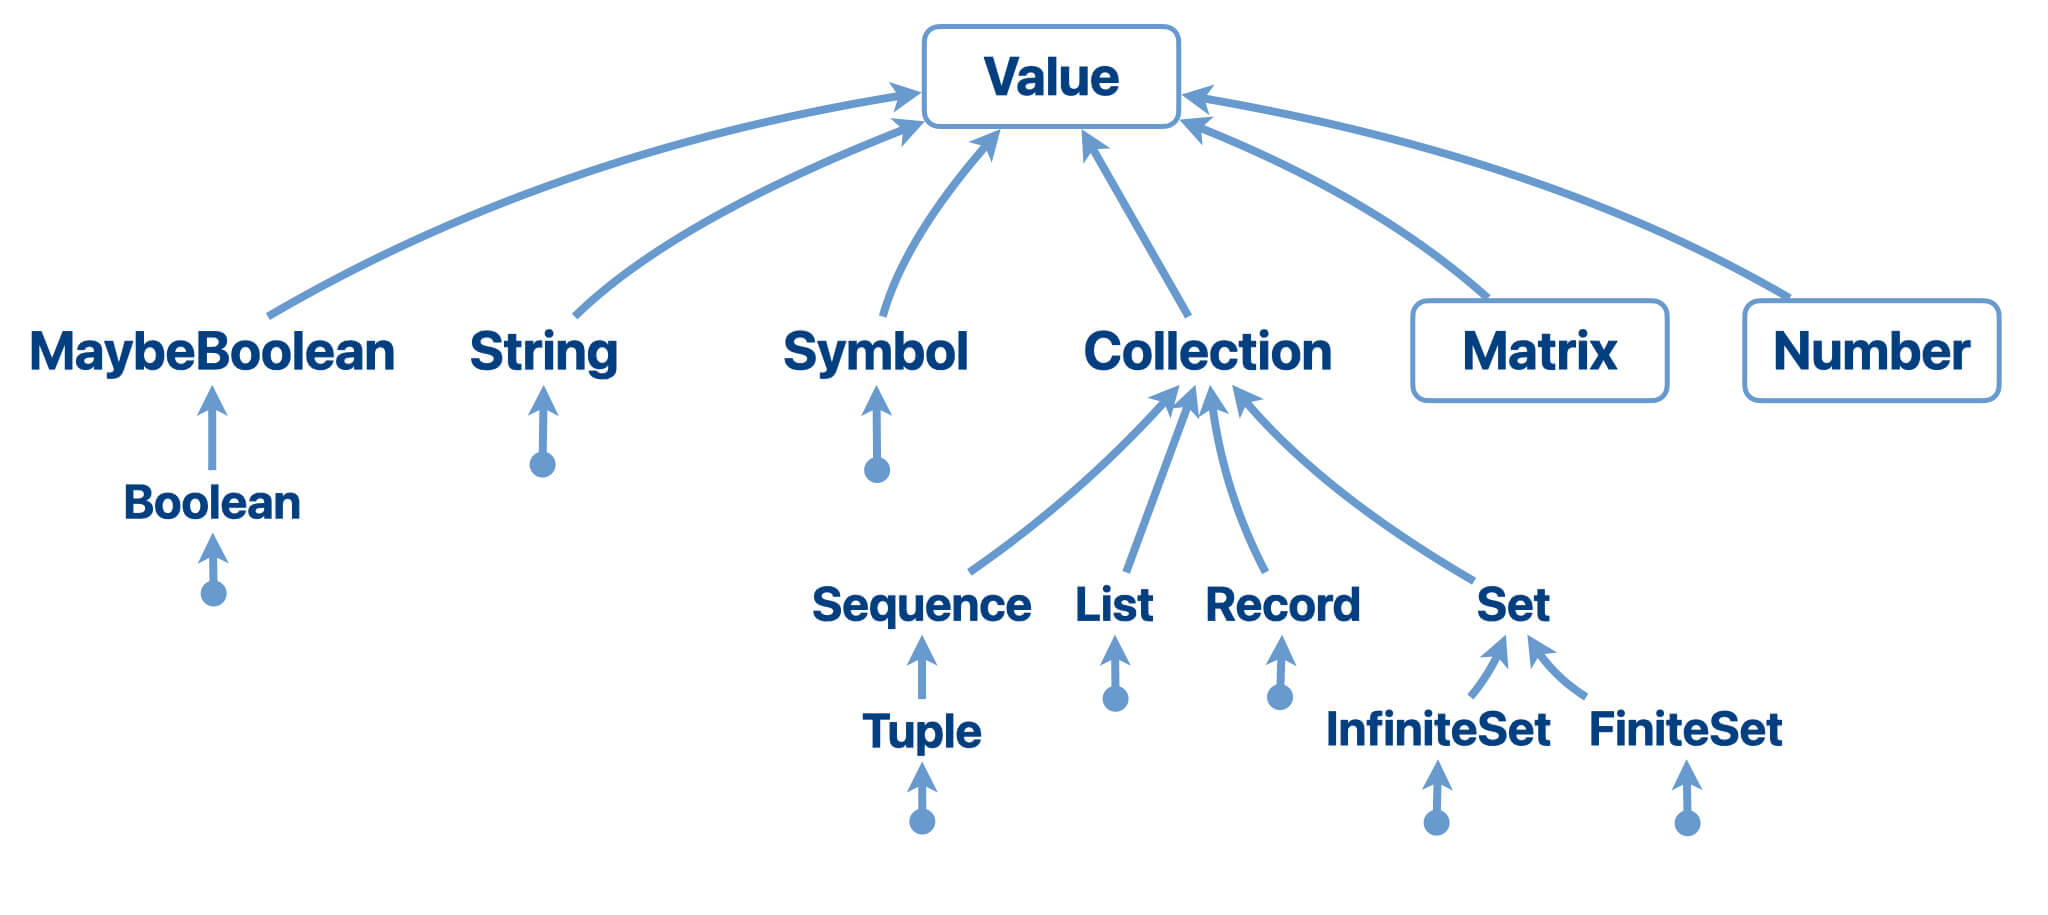 Value
MaybeBoolean
String
Symbol
Collection
Matrix
Number
Boolean
Sequence
List
Record
Set
Tuple
InfiniteSet
FiniteSet